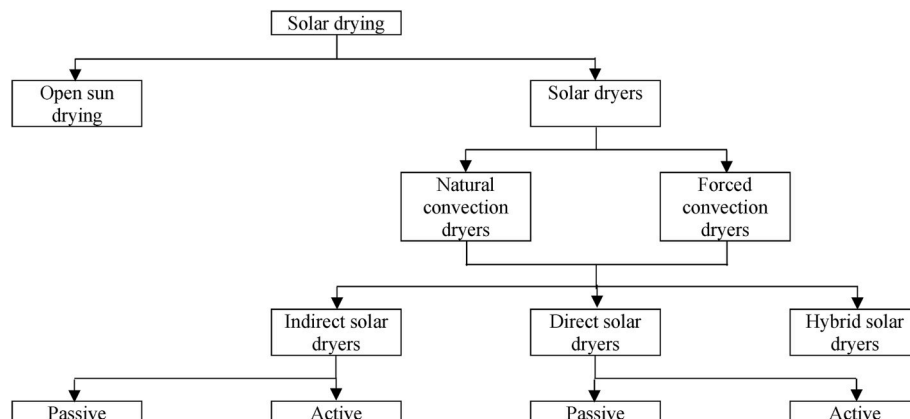 Solar drying
Open sun
drying
Solar dryers
Natural
convection
dryers
Forced
convection
dryers
Indirect solar
dryers
Direct solar
dryers
Hybrid solar
dryers
Passive
Active
Passive
Active